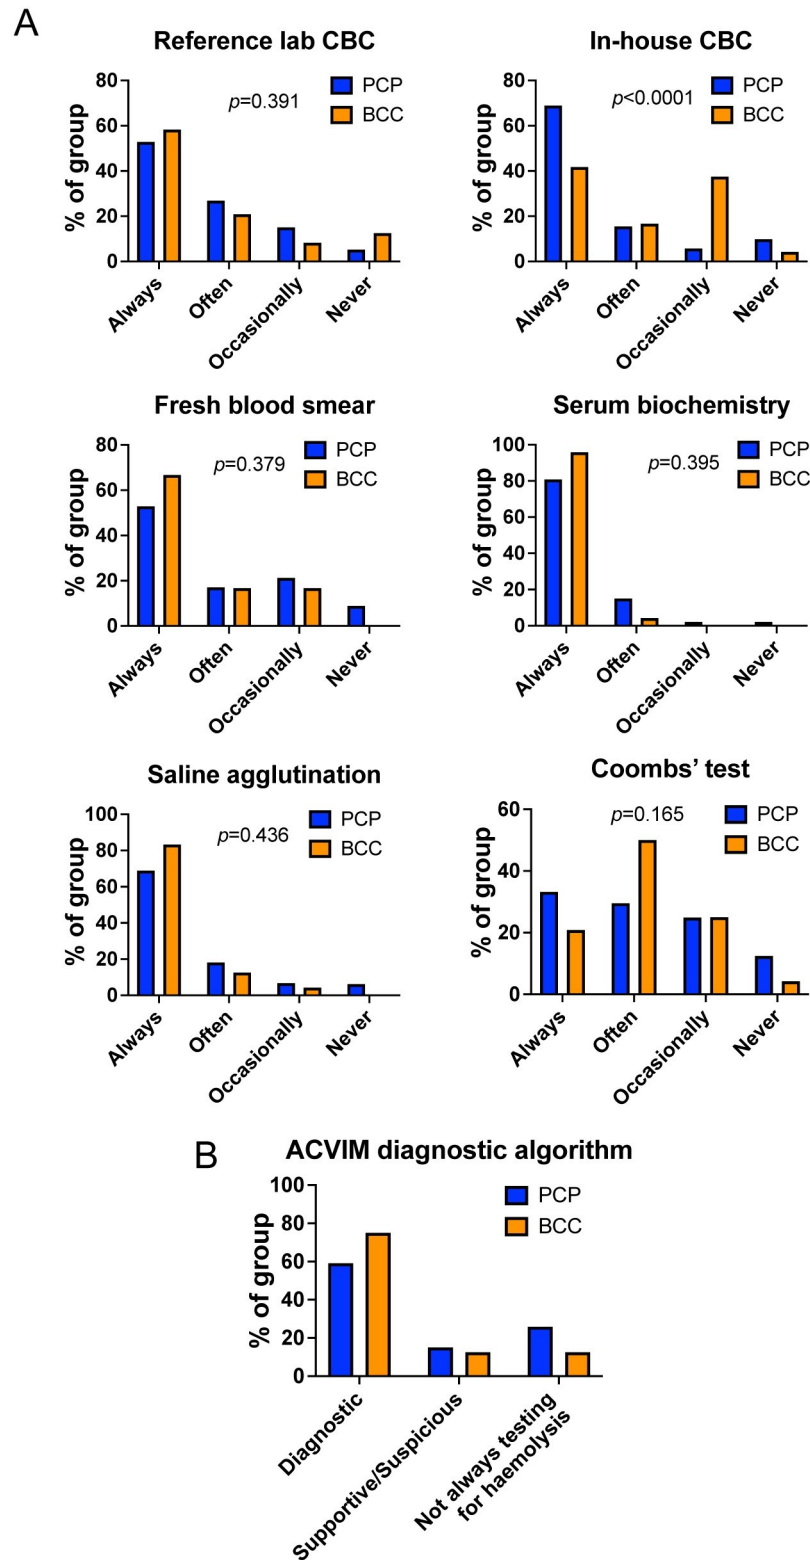 A
Reference lab CBC
% of group
80
60
40
20
0
p=0.391
PCP
BCC
Always
Often
Occasionally
Never
In-house CBC
% of group
80
60
40
20
0
p<0.0001
PCP
BCC
Always
Often
Occasionally
Never
Fresh blood smear
% of group
80
60
40
20
0
p=0.379
PCP
BCC
Always
Often
Occasionally
Never
Serum biochemistry
% of group
100
80
60
40
20
0
p=0.395
PCP
BCC
Always
Often
Occasionally
Never
Saline agglutination
% of group
100
80
60
40
20
0
p=0.436
PCP
BCC
Always
Often
Occasionally
Never
Coombs’ test
% of group
60
40
20
0
p=0.165
PCP
BCC
Always
Often
Occasionally
Never
B
ACVIM diagnostic algorithm
% of group
100
80
60
40
20
0
PCP
BCC
Diagnostic
Supportive/Suspicious
Not always testing
for haemolysis